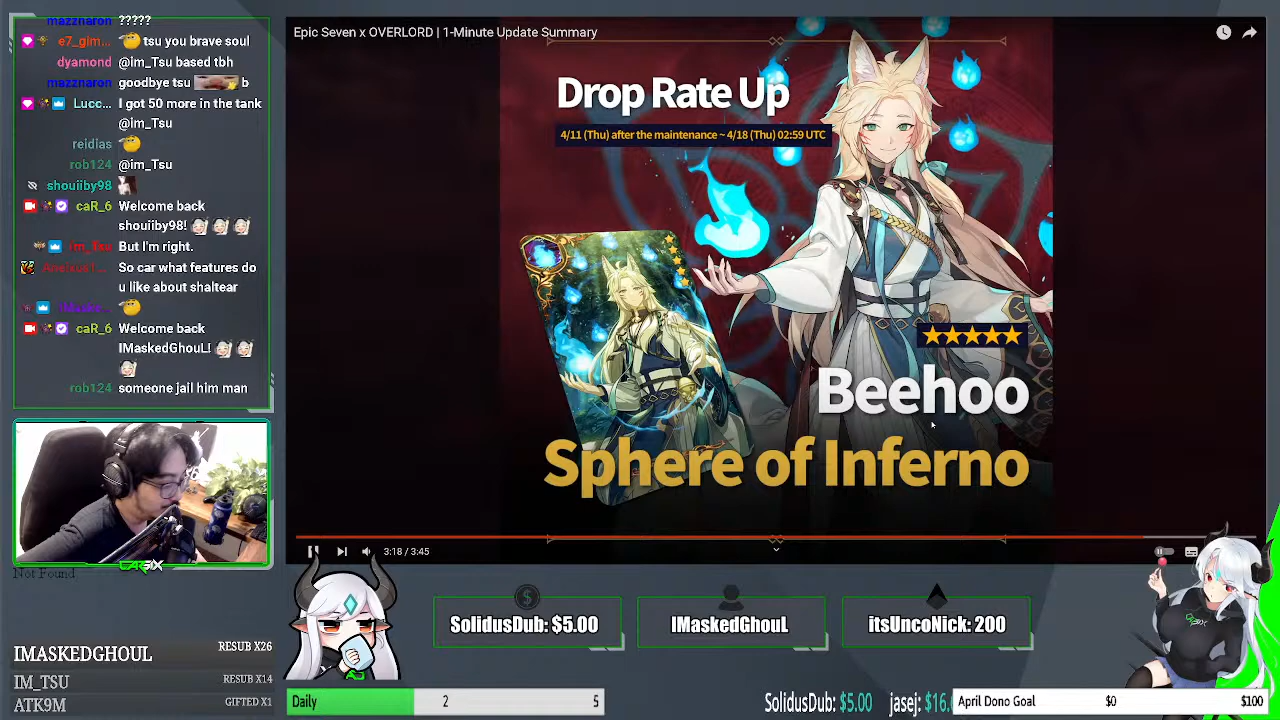 mazznaron ?????
e7_glm... tsu you brave soul
dyamond @im_Tsu based tbh
mazznaron goodbye tsu b
Lucc... I got 50 more in the tank
@Im_Tsu
reidias
rob124 @im_Tsu
shouiiby98
caR_6 Welcome back
shouiiby98!
Im_Tsu But I'm right.
So car what features do
u like about shaltear
caR_6 Welcome back
IMaskedGhouL!
rob124 someone jail him man
CARSIX
Not Found
IMASKEDGHOUL RESUB X26
IM_TSU RESUB X14
ATK9M GIFTED X1
Epic Seven x OVERLORD | 1-Minute Update Summary
Drop Rate Up
4/11 (Thu) after the maintenance ~ 4/18 (Thu) 02:59 UTC
Beehoo
Sphere of Inferno
3:18 / 3:45
SolidusDub: $5.00
IMaskedGhouL
itsUncoNick: 200
Daily 2 5
SolidusDub: $5.00 jasej: $16.
April Dono Goal $0 $100